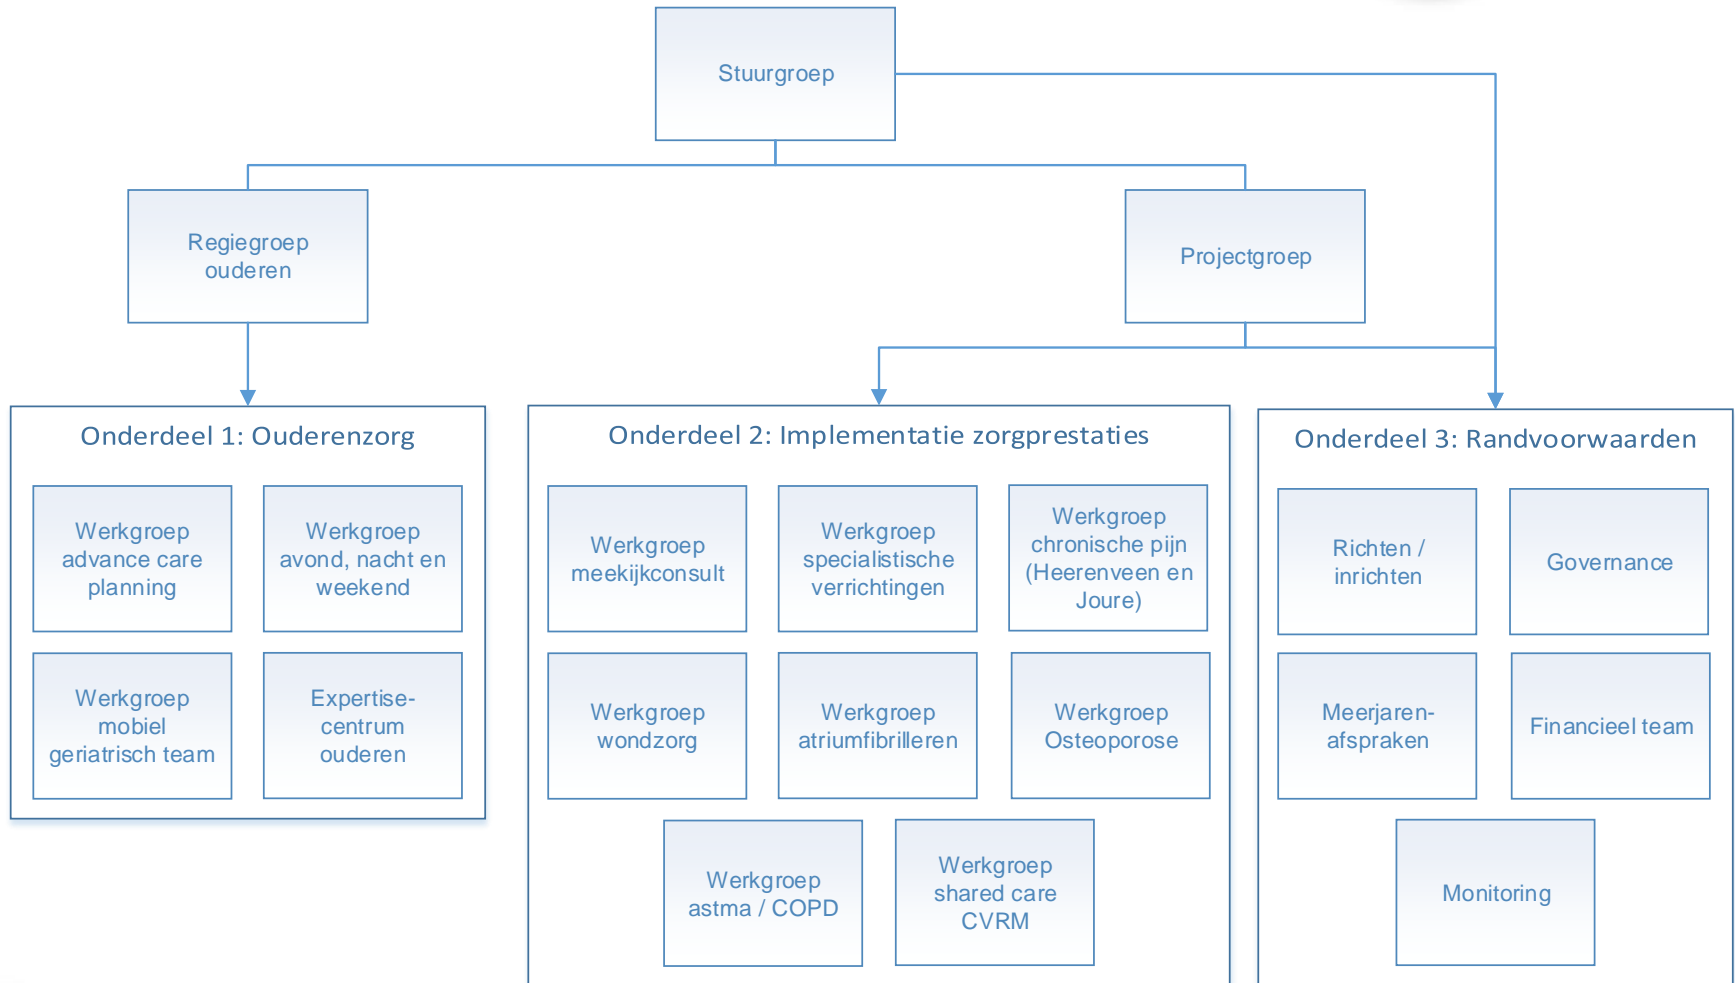 Stuurgroep
Regiegroep
ouderen
Projectgroep
Onderdeel 1: Ouderenzorg
Werkgroep
advance care
planning
Werkgroep
avond, nacht en
weekend
Werkgroep
mobiel
geriatrisch team
Expertise-
centrum
ouderen
Onderdeel 2: Implementatie zorgprestaties
Werkgroep
meekijkconsult
Werkgroep
specialistische
verrichtingen
Werkgroep
chronische pijn
(Heerenveen en
Joure)
Werkgroep
wondzorg
Werkgroep
atriumfibrilleren
Werkgroep
Osteoporose
Werkgroep
astma / COPD
Werkgroep
shared care
CVRM
Onderdeel 3: Randvoorwaarden
Richten /
inrichten
Governance
Meerjaren-
afspraken
Financieel team
Monitoring